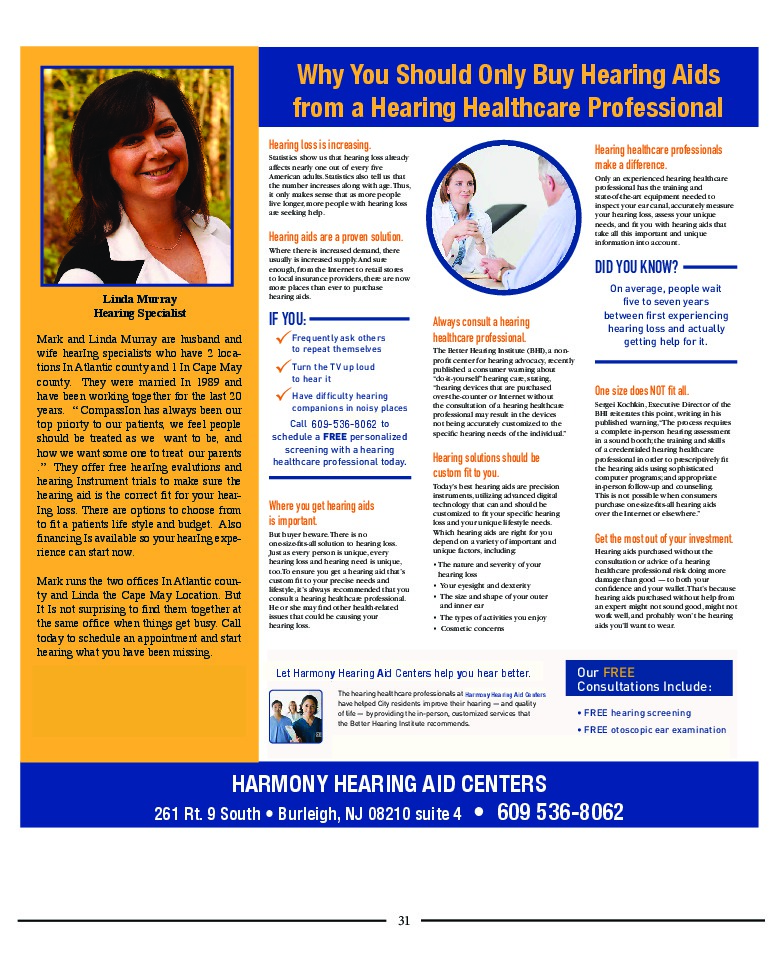 Why You Should Only Buy Hearing Aids
from a Hearing Healthcare Professional
Linda Murray
Hearing Specialist
Mark and Linda Murray are husband and
wife hearIng specialists who have 2 loca-
tions In Atlantic county and 1 In Cape May
county. They were married In 1989 and
have been working together for the last 20
years. “ CompassIon has always been our
top priorty to our patients, we feel people
should be treated as we want to be, and
how we want some one to treat our parents
.” They offer free hearIng evalutions and
hearing Instrument trials to make sure the
hearing aid is the correct fit for your hear-
Ing loss. There are options to choose from
to fit a patients life style and budget. Also
financing Is available so your hearIng expe-
rience can start now.
Mark runs the two offices In Atlantic coun-
ty and Linda the Cape May Location. But
It Is not surprising to find them together at
the same office when things get busy. Call
today to schedule an appointment and start
hearing what you have been missing.
Hearing loss is increasing.
Statistics show us that hearing loss already
affects nearly one out of every five
American adults. Statistics also tell us that
the number increases along with age. Thus,
it only makes sense that as more people
live longer, more people with hearing loss
are seeking help.
Hearing aids are a proven solution.
Where there is increased demand, there
usually is increased supply. And sure
enough, from the Internet to retail stores
to local insurance providers, there are now
more places than ever to purchase
hearing aids.
IF YOU:
Frequently ask others
to repeat themselves
Turn the TV up loud
to hear it
Have difficulty hearing
companions in noisy places
Call 609-536-8062 to
schedule a FREE personalized
screening with a hearing
healthcare professional today.
Where you get hearing aids
is important.
But buyer beware. There is no
one-size-fits-all solution to hearing loss.
Just as every person is unique, every
hearing loss and hearing need is unique,
too. To ensure you get a hearing aid that’s
custom fit to your precise needs and
lifestyle, it’s always recommended that you
consult a hearing healthcare professional.
He or she may find other health-related
issues that could be causing your
hearing loss.
Always consult a hearing
healthcare professional.
The Better Hearing Institute (BHI), a non-
profit center for hearing advocacy, recently
published a consumer warning about
“do-it-yourself” hearing care, stating,
“hearing devices that are purchased
over-the-counter or Internet without
the consultation of a hearing healthcare
professional may result in the devices
not being accurately customized to the
specific hearing needs of the individual.”
Hearing solutions should be
custom fit to you.
Today’s best hearing aids are precision
instruments, utilizing advanced digital
technology that can and should be
customized to fit your specific hearing
loss and your unique lifestyle needs.
Which hearing aids are right for you
depend on a variety of important and
unique factors, including:
• The nature and severity of your
hearing loss
• Your eyesight and dexterity
• The size and shape of your outer
and inner ear
• The types of activities you enjoy
• Cosmetic concerns
Hearing healthcare professionals
make a difference.
Only an experienced hearing healthcare
professional has the training and
state-of-the-art equipment needed to
inspect your ear canal, accurately measure
your hearing loss, assess your unique
needs, and fit you with hearing aids that
take all this important and unique
information into account.
DID YOU KNOW?
On average, people wait
five to seven years
between first experiencing
hearing loss and actually
getting help for it.
One size does NOT fit all.
Sergei Kochkin, Executive Director of the
BHI reiterates this point, writing in his
published warning, “The process requires
a complete in-person hearing assessment
in a sound booth; the training and skills
of a credentialed hearing healthcare
professional in order to prescriptively fit
the hearing aids using sophisticated
computer programs; and appropriate
in-person follow-up and counseling.
This is not possible when consumers
purchase one-size-fits-all hearing aids
over the Internet or elsewhere.”
Get the most out of your investment.
Hearing aids purchased without the
consultation or advice of a hearing
healthcare professional risk doing more
damage than good — to both your
confidence and your wallet. That’s because
hearing aids purchased without help from
an expert might not sound good, might not
work well, and probably won’t be hearing
aids you’ll want to wear.
Let Harmony Hearing Aid Centers help you hear better.
The hearing healthcare professionals at Harmony Hearing Aid Centers
have helped City residents improve their hearing — and quality
of life — by providing the in-person, customized services that
the Better Hearing Institute recommends.
Our FREE
Consultations Include:
• FREE hearing screening
• FREE otoscopic ear examination
HARMONY HEARING AID CENTERS
261 Rt. 9 South • Burleigh, NJ 08210 suite 4 • 609 536-8062
31